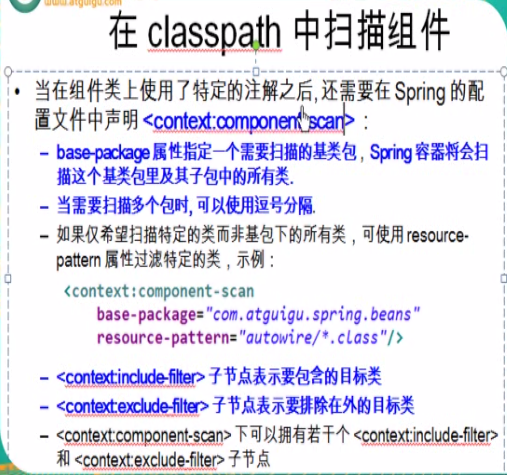 www.atguigu.com
在 classpath 中扫描组件
• 当在组件类上使用了特定的注解之后, 还需要在 Spring 的配
置文件中声明 <context:component-scan> ：
– base-package 属性指定一个需要扫描的基类包，Spring 容器将会扫
描这个基类包里及其子包中的所有类.
– 当需要扫描多个包时, 可以使用逗号分隔.
– 如果仅希望扫描特定的类而非基包下的所有类，可使用 resource-
pattern 属性过滤特定的类，示例：
<context:component-scan
base-package="com.atguigu.spring.beans"
resource-pattern="autowire/*.class"/>
– <context:include-filter> 子节点表示要包含的目标类
– <context:exclude-filter> 子节点表示要排除在外的目标类
– <context:component-scan> 下可以拥有若干个 <context:include-filter>
和 <context:exclude-filter> 子节点